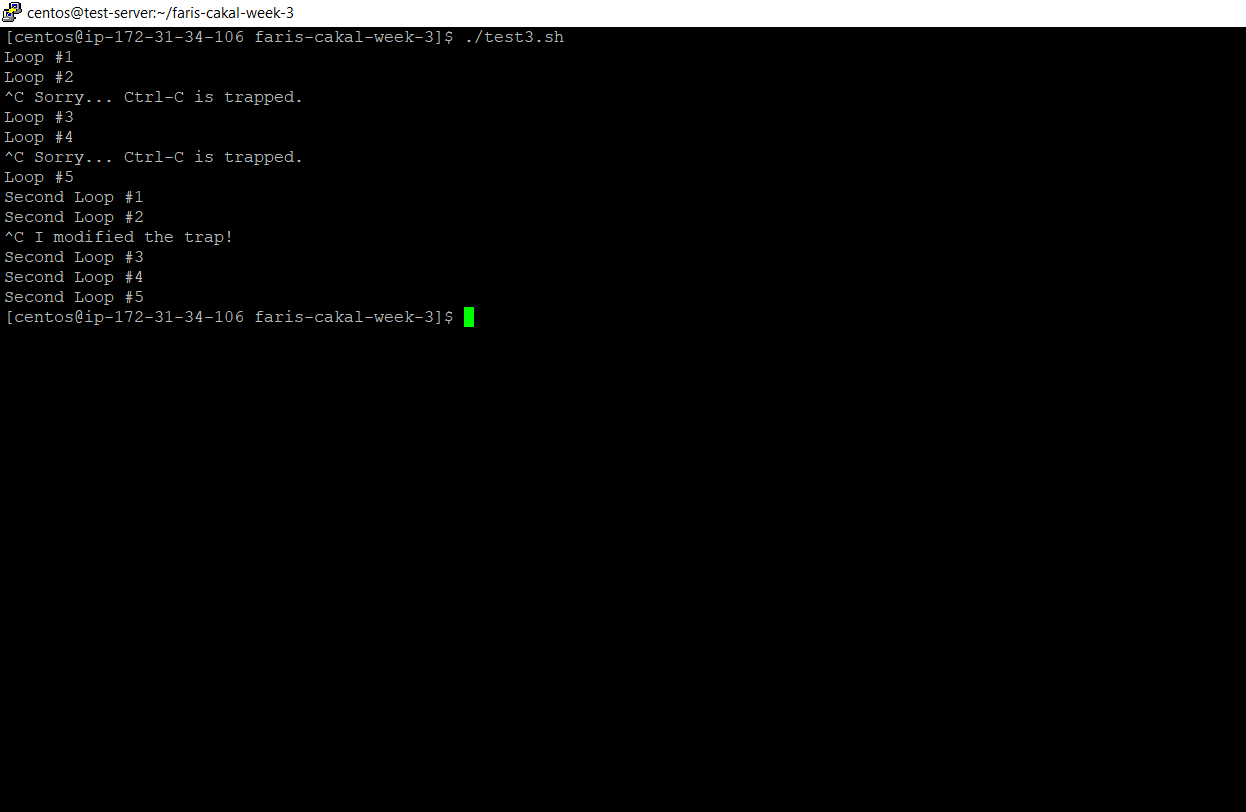 centos@test-server:~/faris-cakal-week-3
[centos@ip-172-31-34-106 faris-cakal-week-3]$ ./test3.sh
Loop #1
Loop #2
^C Sorry... Ctrl-C is trapped.
Loop #3
Loop #4
^C Sorry... Ctrl-C is trapped.
Loop #5
Second Loop #1
Second Loop #2
^C I modified the trap!
Second Loop #3
Second Loop #4
Second Loop #5
[centos@ip-172-31-34-106 faris-cakal-week-3]$